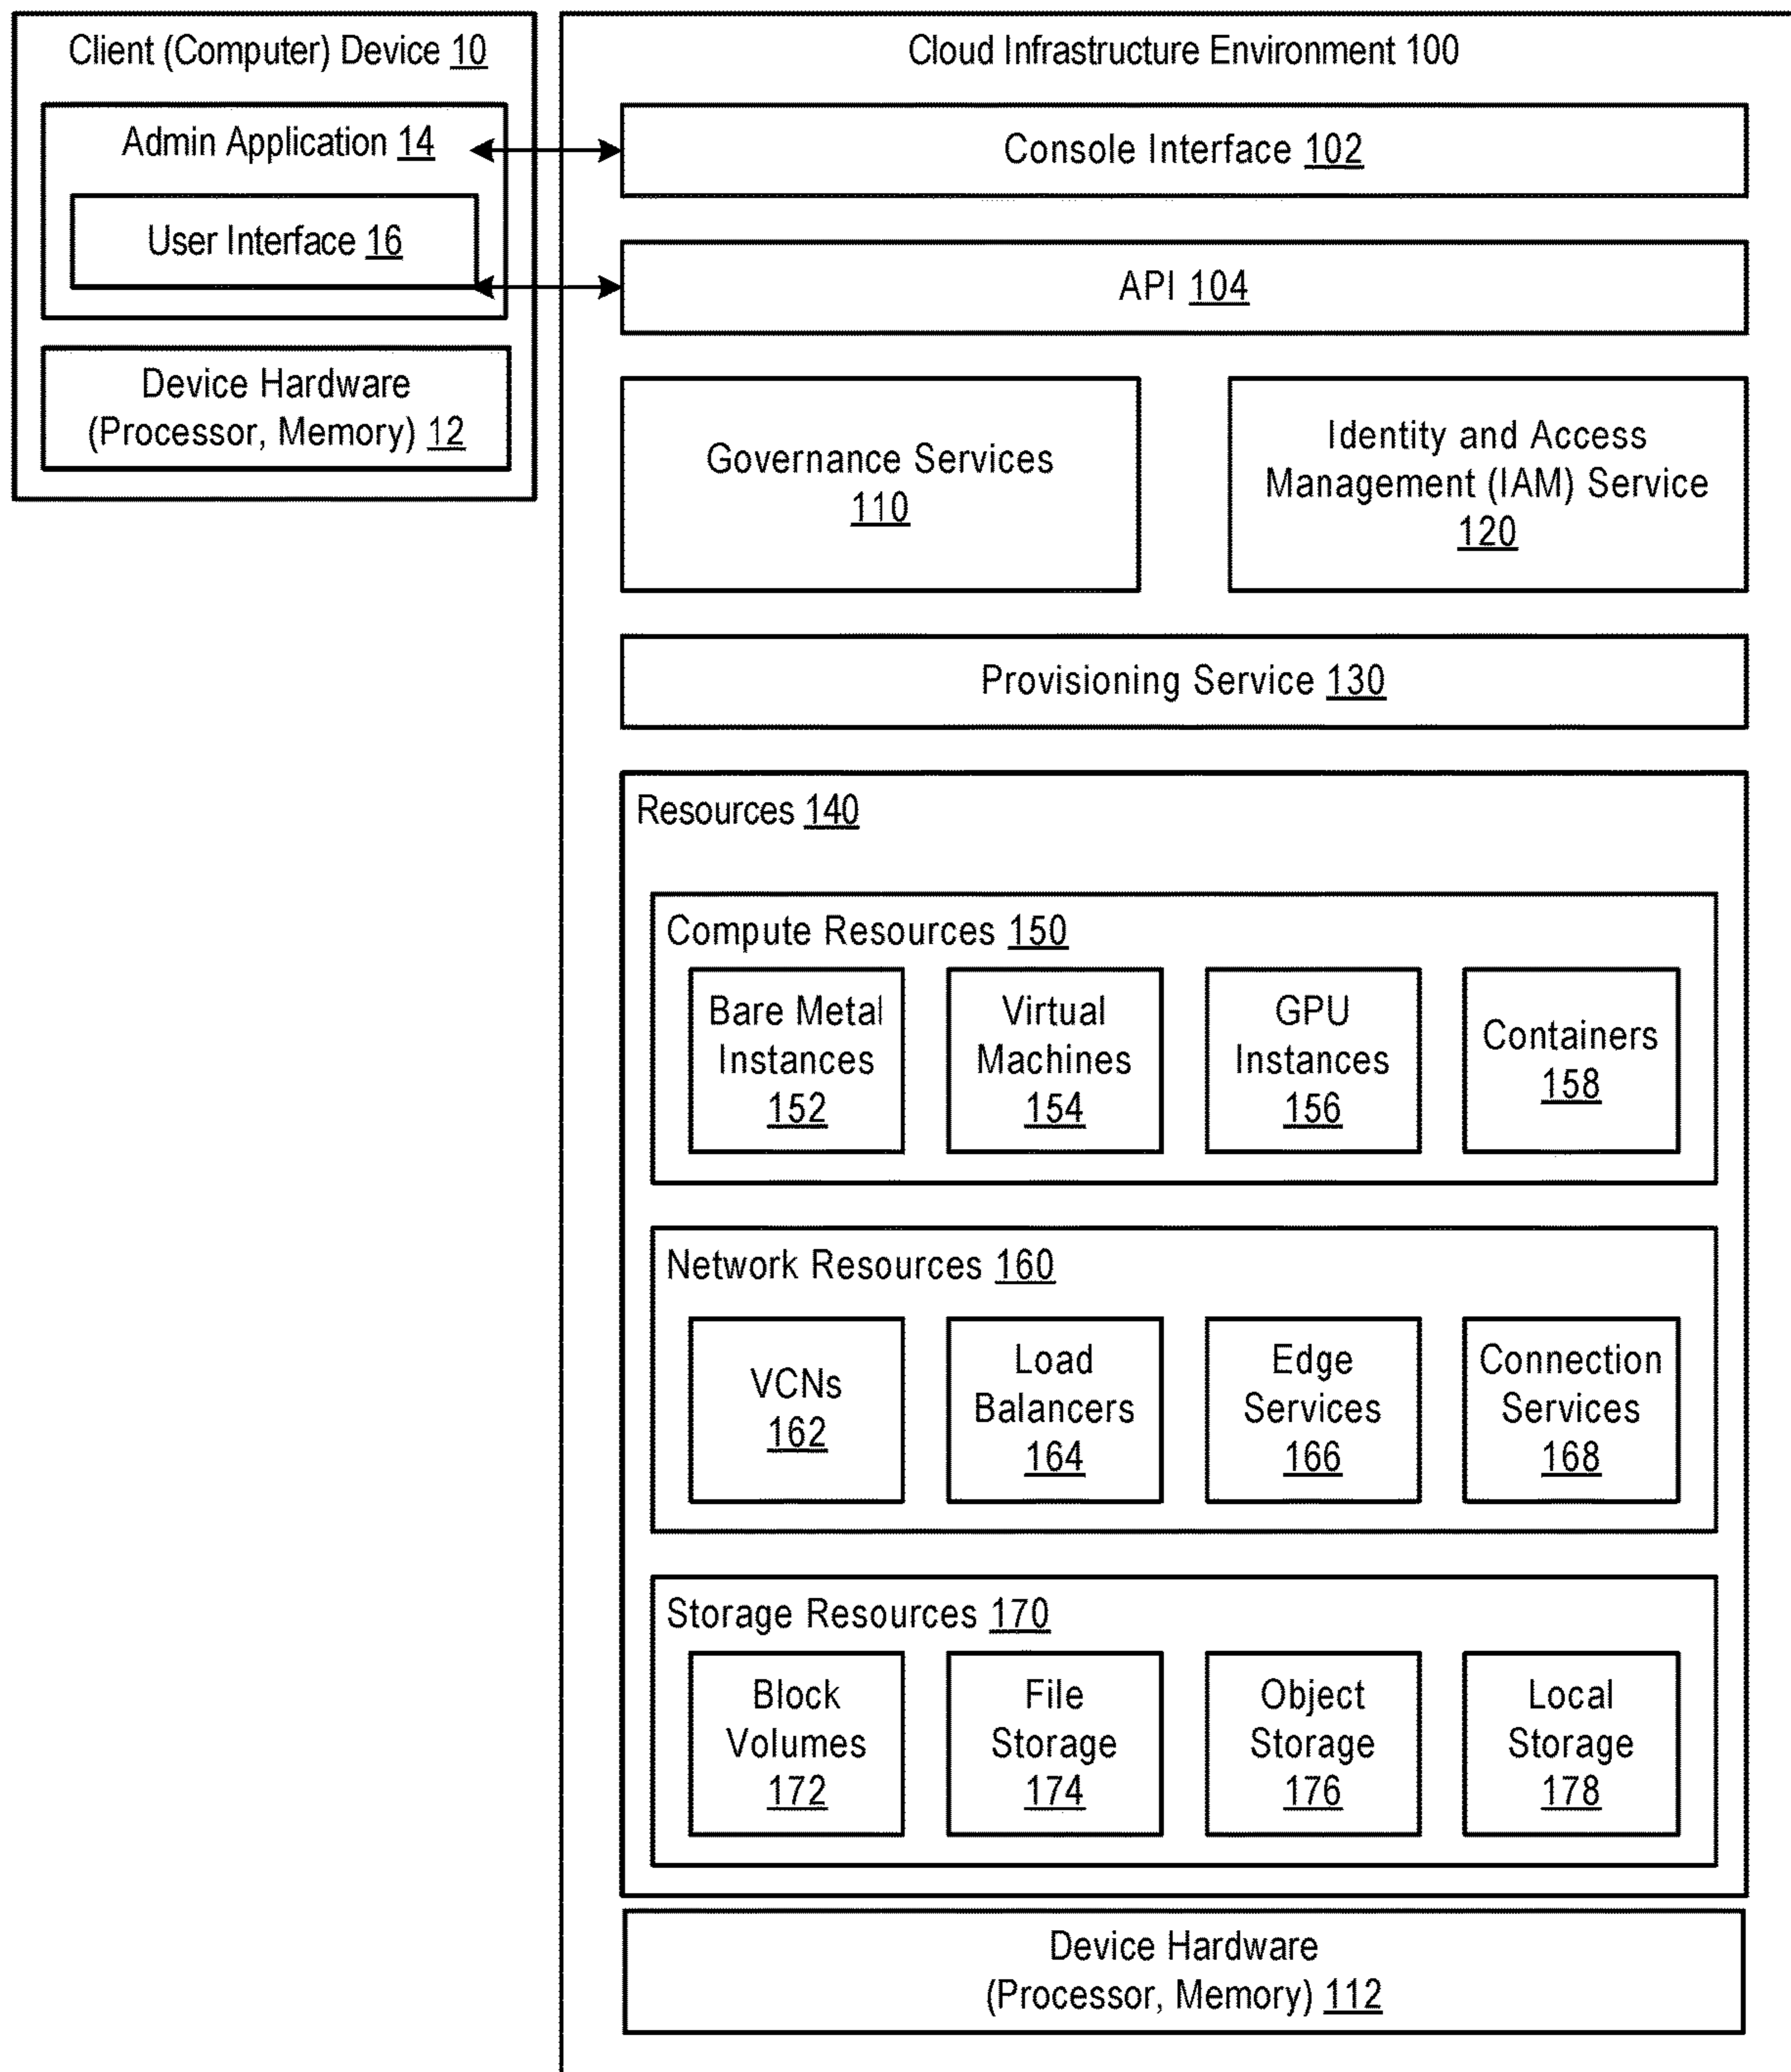 Client (Computer) Device 10
Admin Application 14
User Interface 16
Device Hardware
(Processor, Memory) 12
Cloud Infrastructure Environment 100
Console Interface 102
API 104
Governance Services
110
Identity and Access
Management (IAM) Service
120
Provisioning Service 130
Resources 140
Compute Resources 150
Bare Metal
Instances
152
Virtual
Machines
154
GPU
Instances
156
Containers
158
Network Resources 160
VCNs
162
Load
Balancers
164
Edge
Services
166
Connection
Services
168
Storage Resources 170
Block
Volumes
172
File
Storage
174
Object
Storage
176
Local
Storage
178
Device Hardware
(Processor, Memory) 112